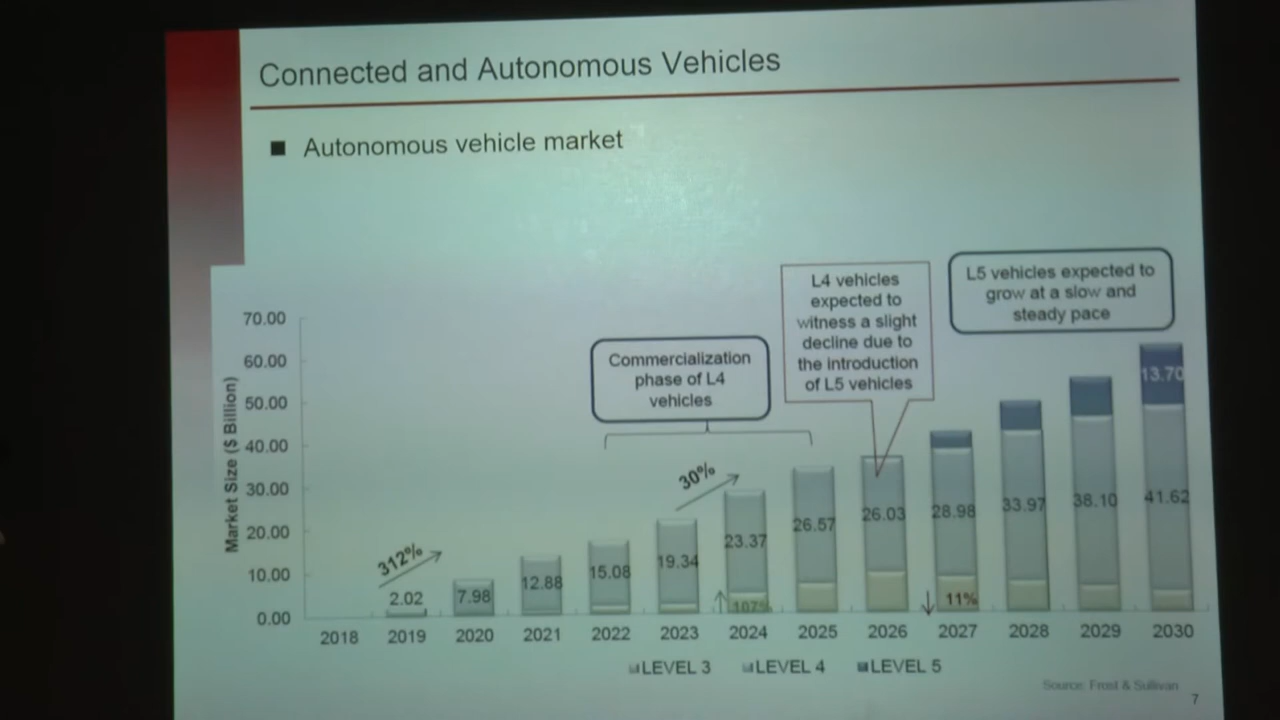 Connected and Autonomous Vehicles
Autonomous vehicle market
L5 vehicles expected to
grow at a slow and
steady pace
L4 vehicles
expected to
witness a slight
decline due to
the introduction
of L5 vehicles
Commercialization
phase of L4
vehicles
Market Size ($ Billion)
70.00
60.00
50.00
40.00
30.00
20.00
10.00
0.00
312%
30%
2.02
7.98
12.88
15.08
19.34
23.37
26.57
26.03
28.98
33.97
38.10
41.62
13.70
107%
11%
2018 2019 2020 2021 2022 2023 2024 2025 2026 2027 2028 2029 2030
LEVEL 3 LEVEL 4 LEVEL 5
Source: Frost & Sullivan
7